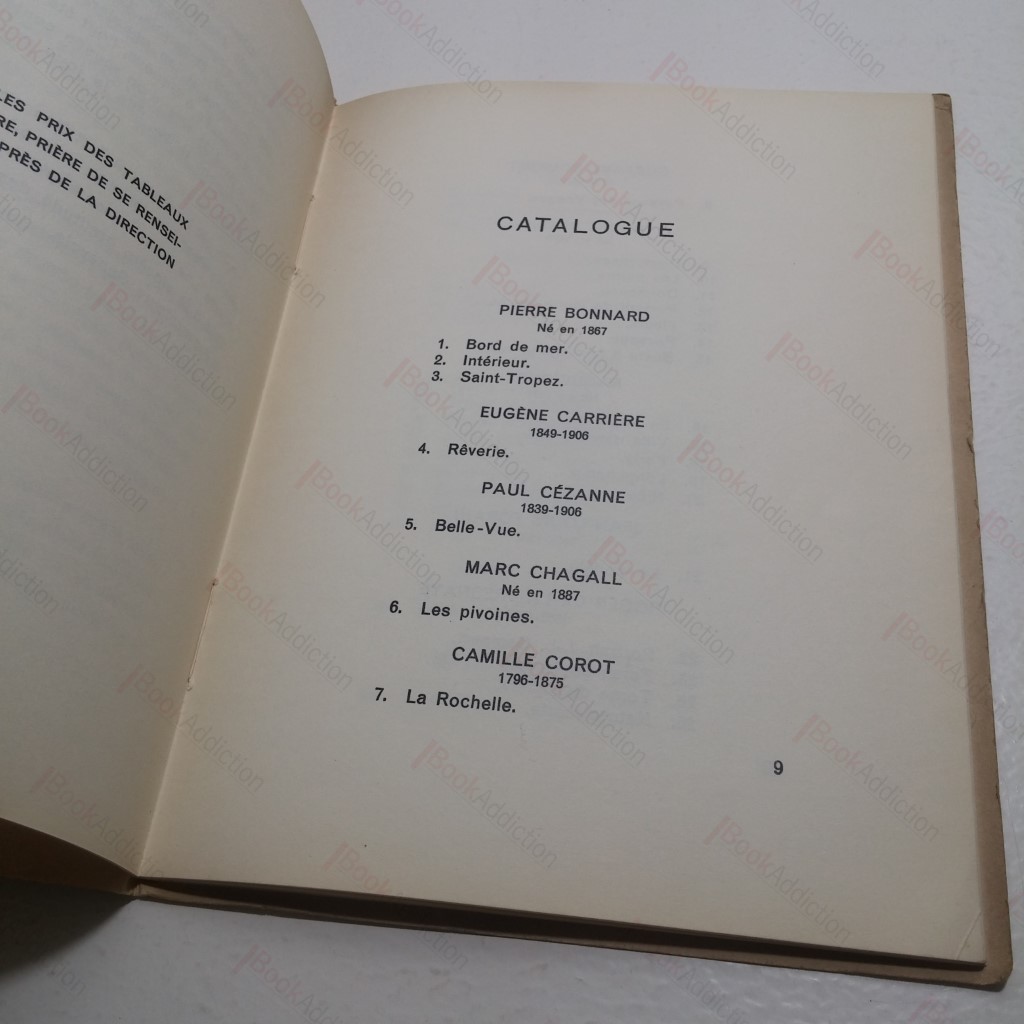 LES PRIX DES TABLEAUX
RE, PRIÈRE DE SE RENSEI-
PRÈS DE LA DIRECTION
CATALOGUE
PIERRE BONNARD
Né en 1867
1. Bord de mer.
2. Intérieur.
3. Saint-Tropez.
EUGÈNE CARRIÈRE
1849-1906
4. Rêverie.
PAUL CÉZANNE
1839-1906
5. Belle-Vue.
MARC CHAGALL
Né en 1887
6. Les pivoines.
CAMILLE COROT
1796-1875
7. La Rochelle.
9
BookAddiction